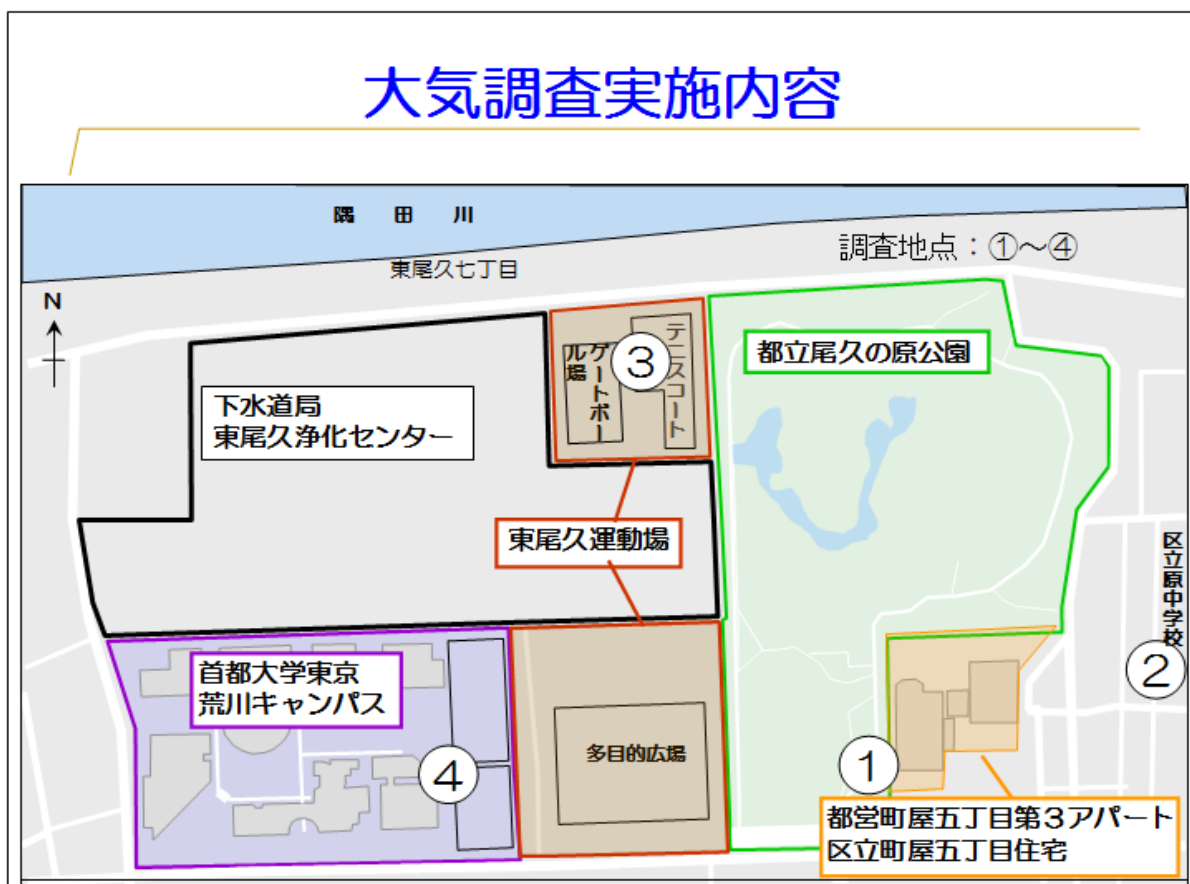 大気調査実施内容
隅田川
東尾久七丁目
調査地点：①～④
N
③
テニスコート
ゲートボー
ル場
都立尾久の原公園
下水道局
東尾久浄化センター
東尾久運動場
区立原中学校
②
首都大学東京
荒川キャンパス
④
多目的広場
①
都営町屋五丁目第3アパート
区立町屋五丁目住宅